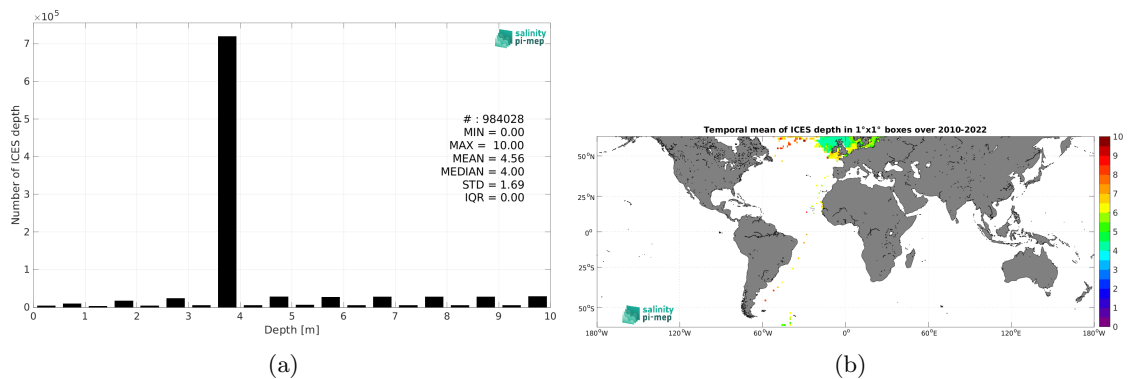 ×10⁵
7
6
5
4
3
2
1
0
Number of ICES depth
salinity
pi-mep
# : 984028
MIN = 0.00
MAX = 10.00
MEAN = 4.56
MEDIAN = 4.00
STD = 1.69
IQR = 0.00
0 1 2 3 4 5 6 7 8 9 10
Depth [m]
(a)
Temporal mean of ICES depth in 1°x1° boxes over 2010-2022
50°N
25°N
0°
25°S
50°S
salinity
pi-mep
180°W 120°W 60°W 0° 60°E 120°E 180°W
10
9
8
7
6
5
4
3
2
1
0
(b)